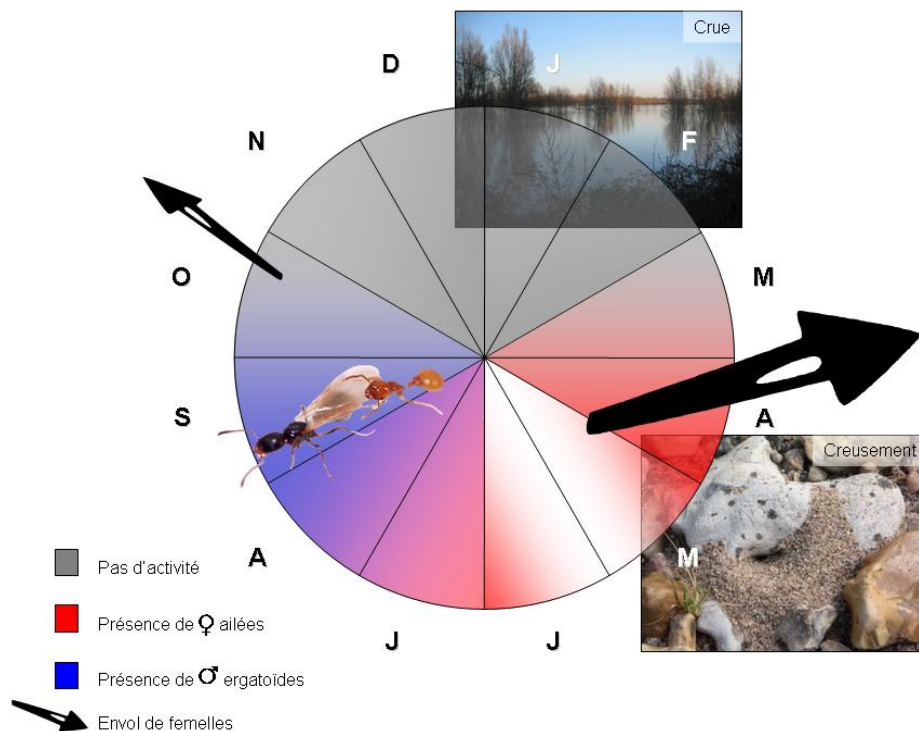 Crue
D
J
N
F
O
M
S
A
Creusement
A
M
J
J
Pas d'activité
Présence de ♀ ailées
Présence de ♂ ergatoïdes
Envol de femelles